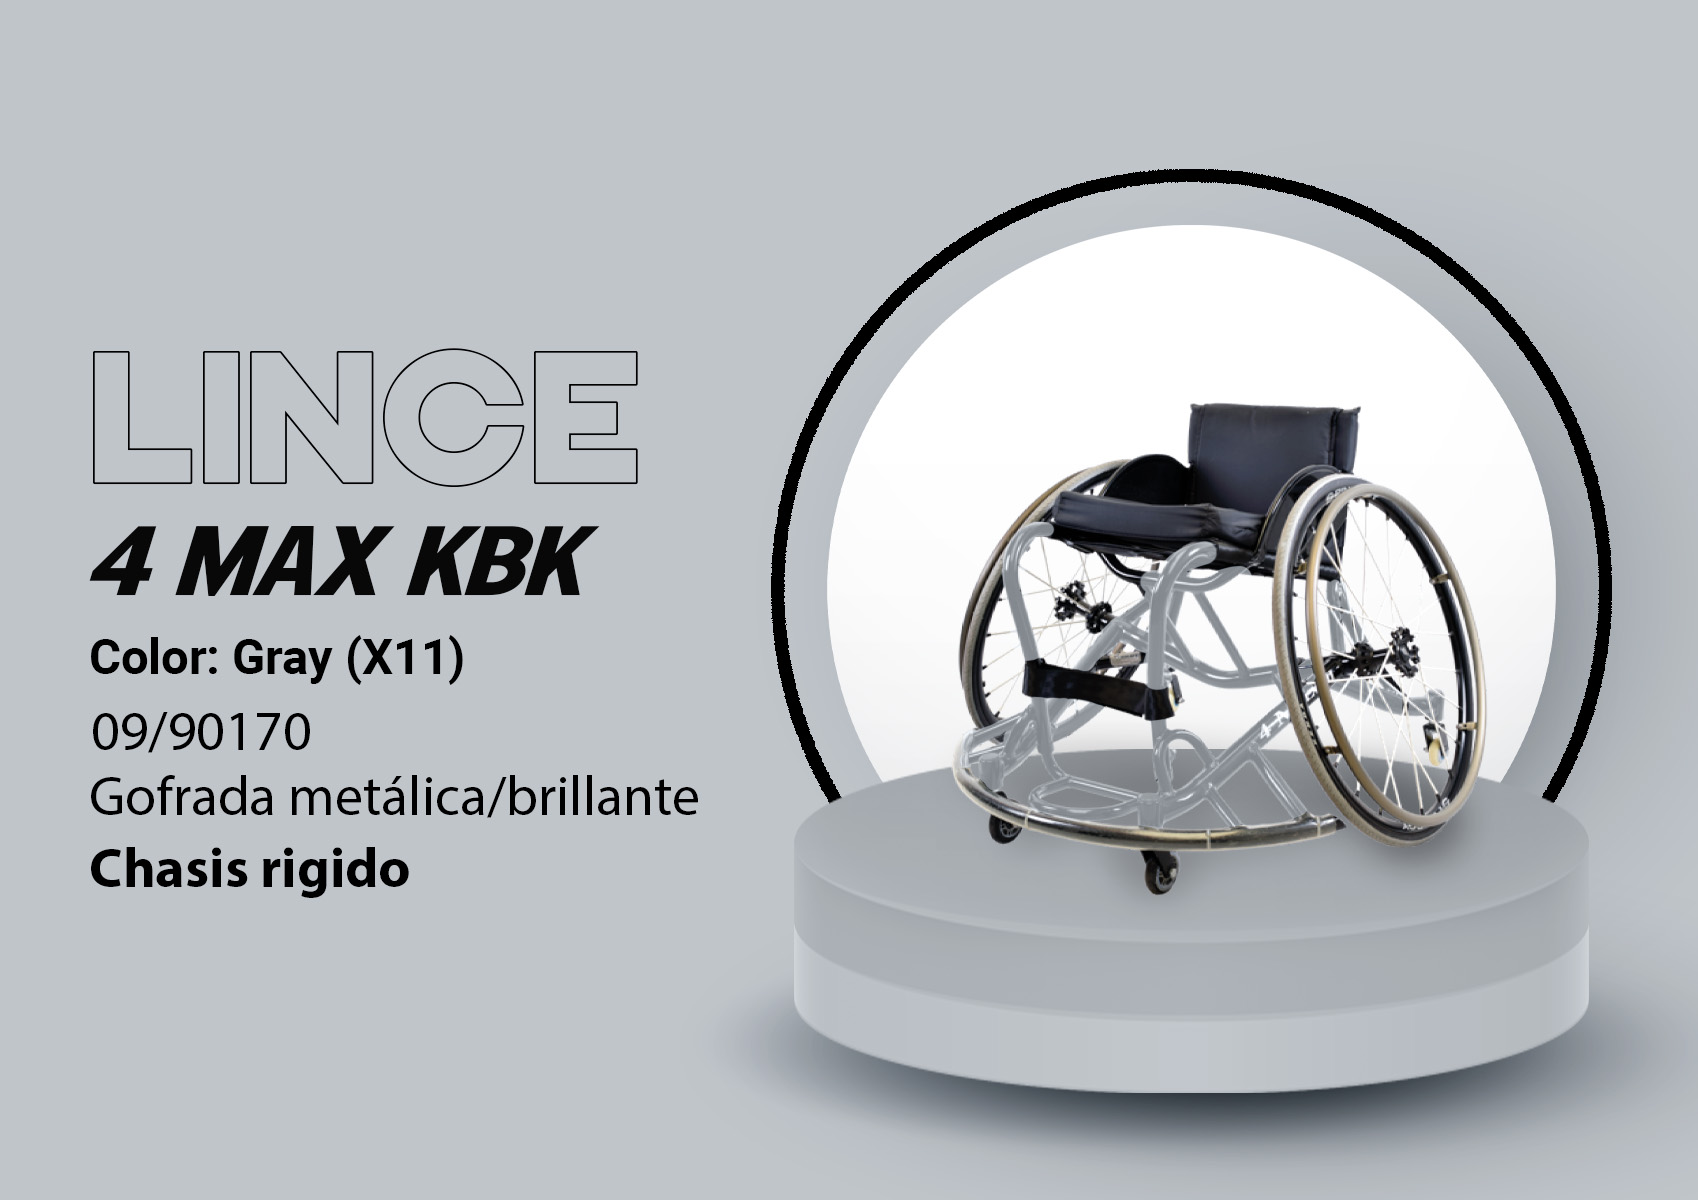 LINCE
4 MAX KBK
Color: Gray (X11)
09/90170
Gofrada metálica/brillante
Chasis rigido